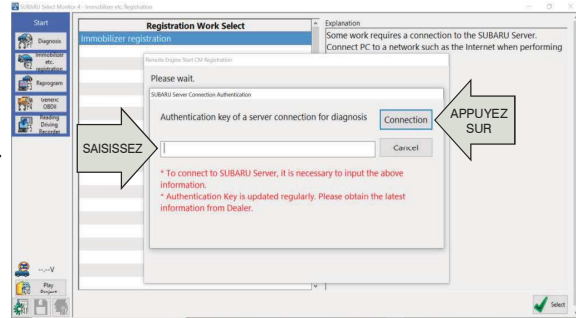 SUBARU Select Monitor 4 - Immobilizer etc. Registration
Start
Diagnosis
Immobilizer
etc.
registration
Reprogram
Generic
OBDII
Reading
Driving
Recorder
--.--V
Play
Registration Work Select
Immobilizer registration
Explanation
Some work requires a connection to the SUBARU Server.
Connect PC to a network such as the Internet when performing
Remote Engine Start CM Registration
Please wait.
SUBARU Server Connection Authentication
Authentication key of a server connection for diagnosis
Connection
Cancel
* To connect to SUBARU Server, it is necessary to input the above
information.
* Authentication Key is updated regularly. Please obtain the latest
information from Dealer.
SAISISSEZ
APPUYEZ
SUR
Select